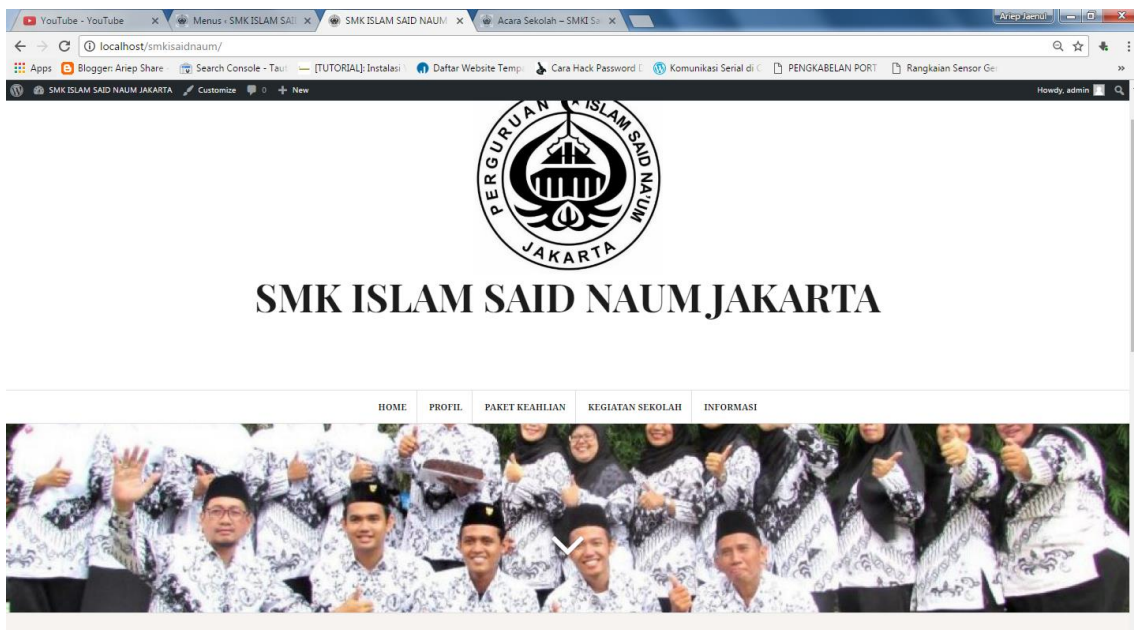 YouTube - YouTube
Menus ‹ SMK ISLAM SAI
SMK ISLAM SAID NAUM
Acara Sekolah – SMKI Sa
Ariep Jaenul
localhost/smkisaidnaum/
Apps Blogger: Ariep Share Search Console - Taut [TUTORIAL]: Instalasi Daftar Website Temp Cara Hack Password Komunikasi Serial di PENGKABELAN PORT Rangkaian Sensor Ge »
SMK ISLAM SAID NAUM JAKARTA Customize 0 + New Howdy, admin
PERGURUAN ISLAM SAID NA'UM
JAKARTA
SMK ISLAM SAID NAUM JAKARTA
HOME PROFIL PAKET KEAHLIAN KEGIATAN SEKOLAH INFORMASI